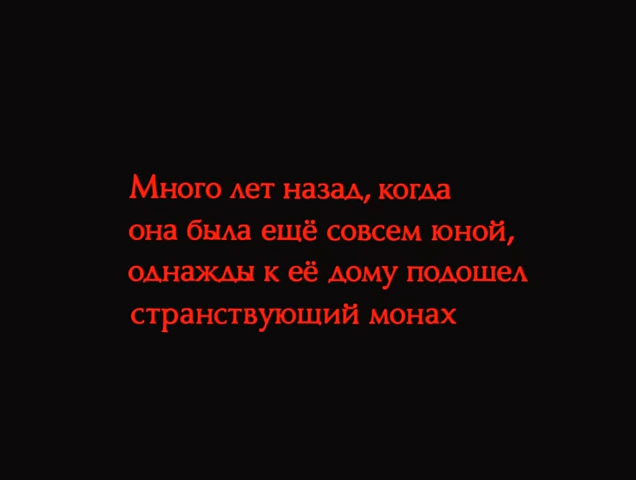 Много лет назад, когда
она была ещё совсем юной,
однажды к её дому подошел
странствующий монах